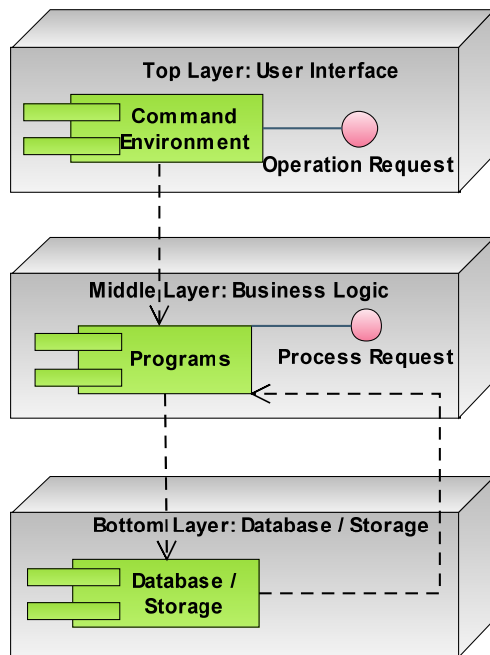 Top Layer: User Interface
Command
Environment
Operation Request
Middle Layer: Business Logic
Programs
Process Request
Bottom Layer: Database / Storage
Database /
Storage